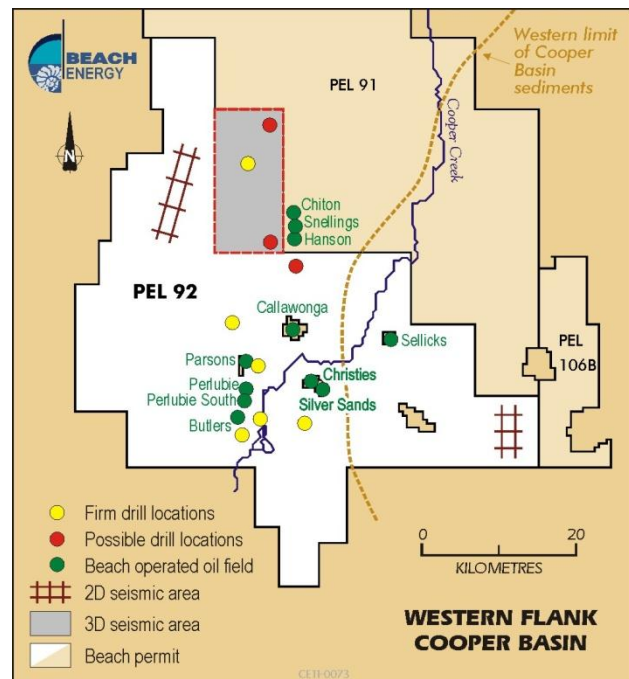 BEACH
ENERGY
N
PEL 91
Cooper Creek
Western limit
of Cooper
Basin
sediments
Chiton
Snellings
Hanson
PEL 92
Callawonga
Sellicks
PEL
106B
Parsons
Christies
Perlubie
Perlubie South
Silver Sands
Butlers
Firm drill locations
Possible drill locations
Beach operated oil field
2D seismic area
3D seismic area
Beach permit
0 20
KILOMETRES
WESTERN FLANK
COOPER BASIN
CE11-0073